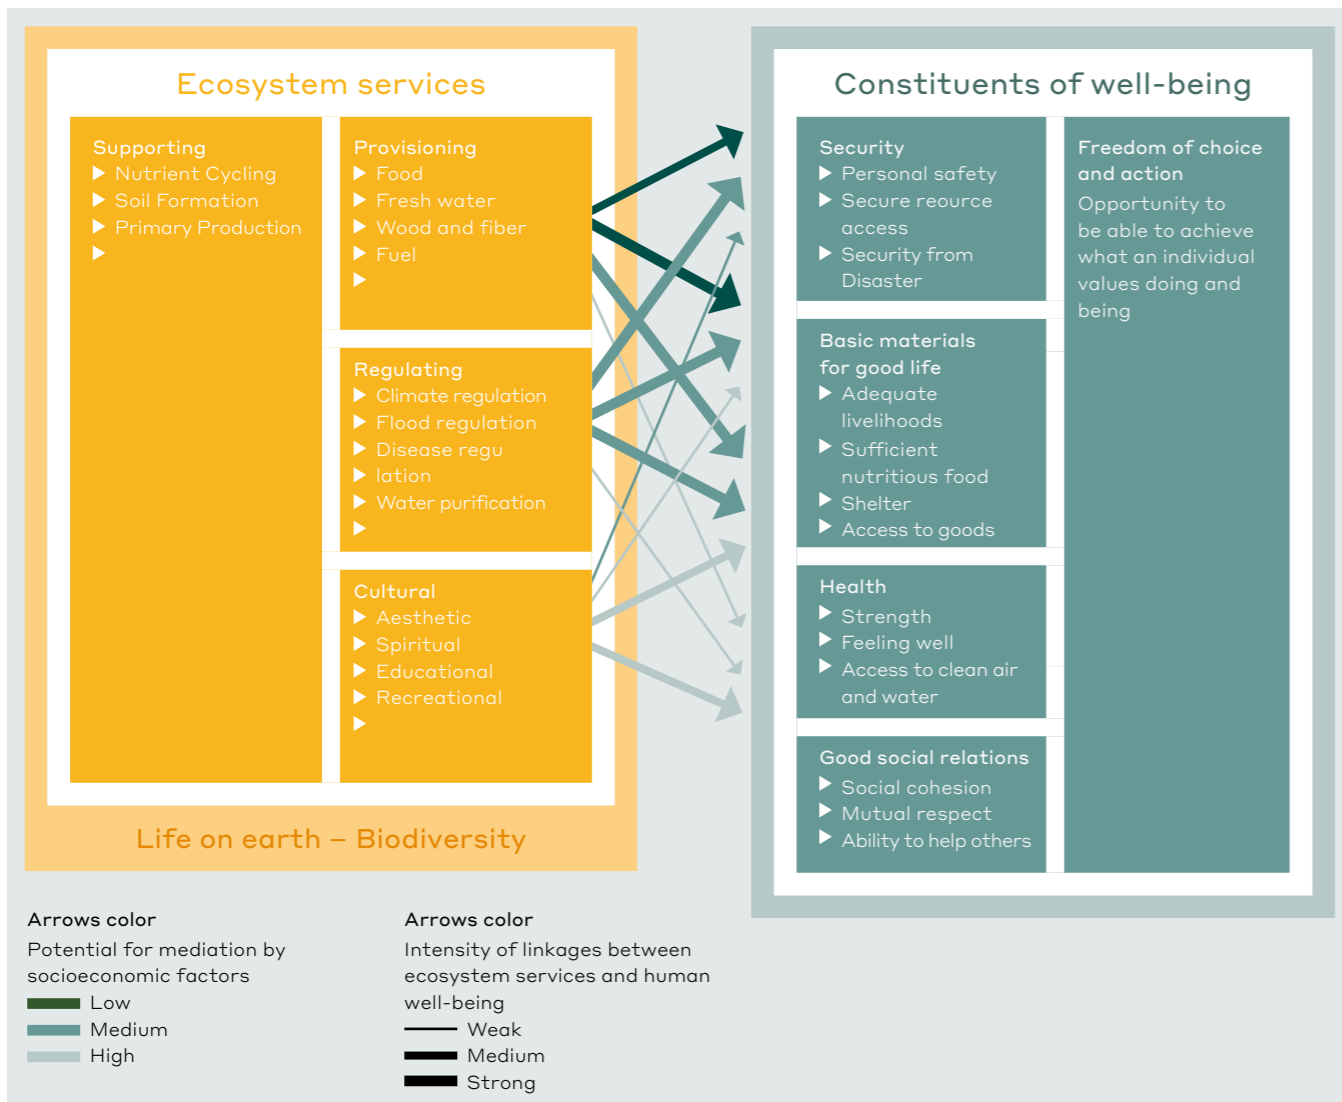 Ecosystem services
Supporting
Nutrient Cycling
Soil Formation
Primary Production
Provisioning
Food
Fresh water
Wood and fiber
Fuel
Regulating
Climate regulation
Flood regulation
Disease regu
lation
Water purification
Cultural
Aesthetic
Spiritual
Educational
Recreational
Life on earth – Biodiversity
Constituents of well-being
Security
Personal safety
Secure reource
access
Security from
Disaster
Basic materials
for good life
Adequate
livelihoods
Sufficient
nutritious food
Shelter
Access to goods
Health
Strength
Feeling well
Access to clean air
and water
Good social relations
Social cohesion
Mutual respect
Ability to help others
Freedom of choice
and action
Opportunity to
be able to achieve
what an individual
values doing and
being
Arrows color
Potential for mediation by
socioeconomic factors
Low
Medium
High
Arrows color
Intensity of linkages between
ecosystem services and human
well-being
Weak
Medium
Strong